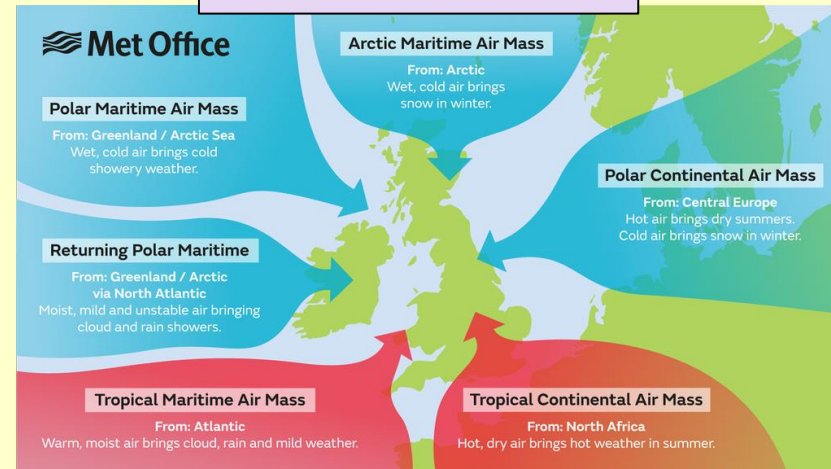 Met Office
Arctic Maritime Air Mass
From: Arctic
Wet, cold air brings
snow in winter.
Polar Maritime Air Mass
From: Greenland / Arctic Sea
Wet, cold air brings cold
showery weather.
Polar Continental Air Mass
From: Central Europe
Hot air brings dry summers.
Cold air brings snow in winter.
Returning Polar Maritime
From: Greenland / Arctic
via North Atlantic
Moist, mild and unstable air bringing
cloud and rain showers.
Tropical Maritime Air Mass
From: Atlantic
Warm, moist air brings cloud, rain and mild weather.
Tropical Continental Air Mass
From: North Africa
Hot, dry air brings hot weather in summer.